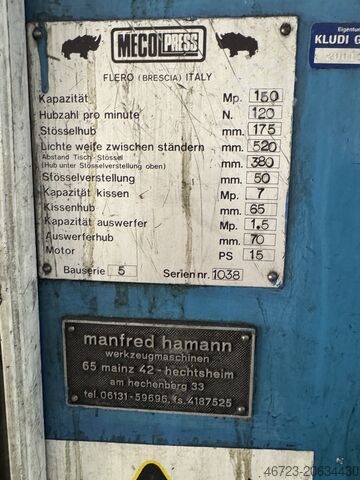 MECOLPRESS
FLERO (BRESCIA) ITALY
Kapazität Mp. 150
Hubzahl pro minute N. 120
Stösselhub mm. 175
Lichte weife zwischen ständern mm. 520
Abstand Tisch-Stössel
(Hub unter Stösselverstellung oben) mm. 380
Stösselverstellung mm. 50
Kapazität kissen Mp. 7
Kissenhub mm. 65
Kapazität auswerfer Mp. 1,5
Auswerferhub mm. 70
Motor PS 15
Bauserie 5 Serien nr. 1038
Eigentum
KLUDI G
manfred hamann
werkzeugmaschinen
65 mainz 42-hechtsheim
am hechenberg 33
tel. 06131-59696, fs. 4187525
46723-20634430